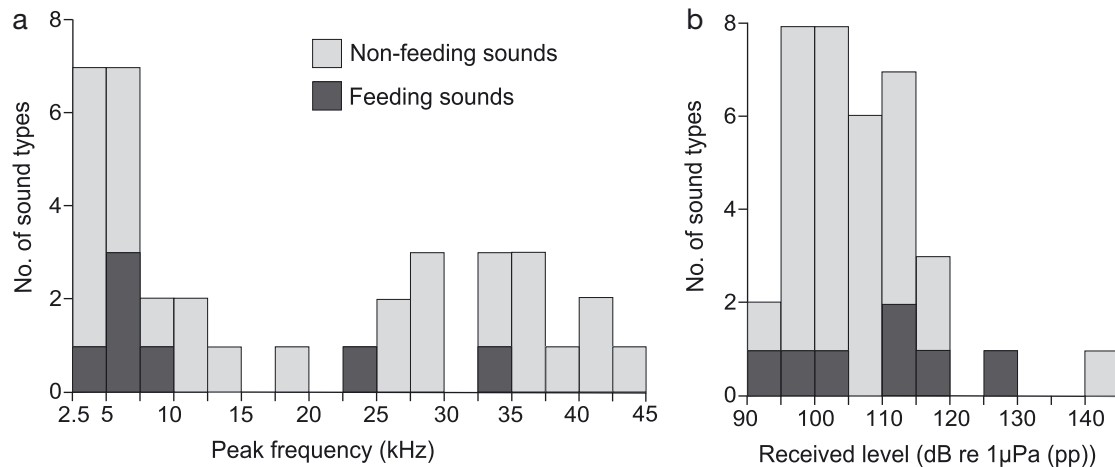 a
8
6
4
2
0
No. of sound types
Non-feeding sounds
Feeding sounds
2.5 5 10 15 20 25 30 35 40 45
Peak frequency (kHz)
b
8
6
4
2
0
No. of sound types
90 100 110 120 130 140
Received level (dB re 1µPa (pp))